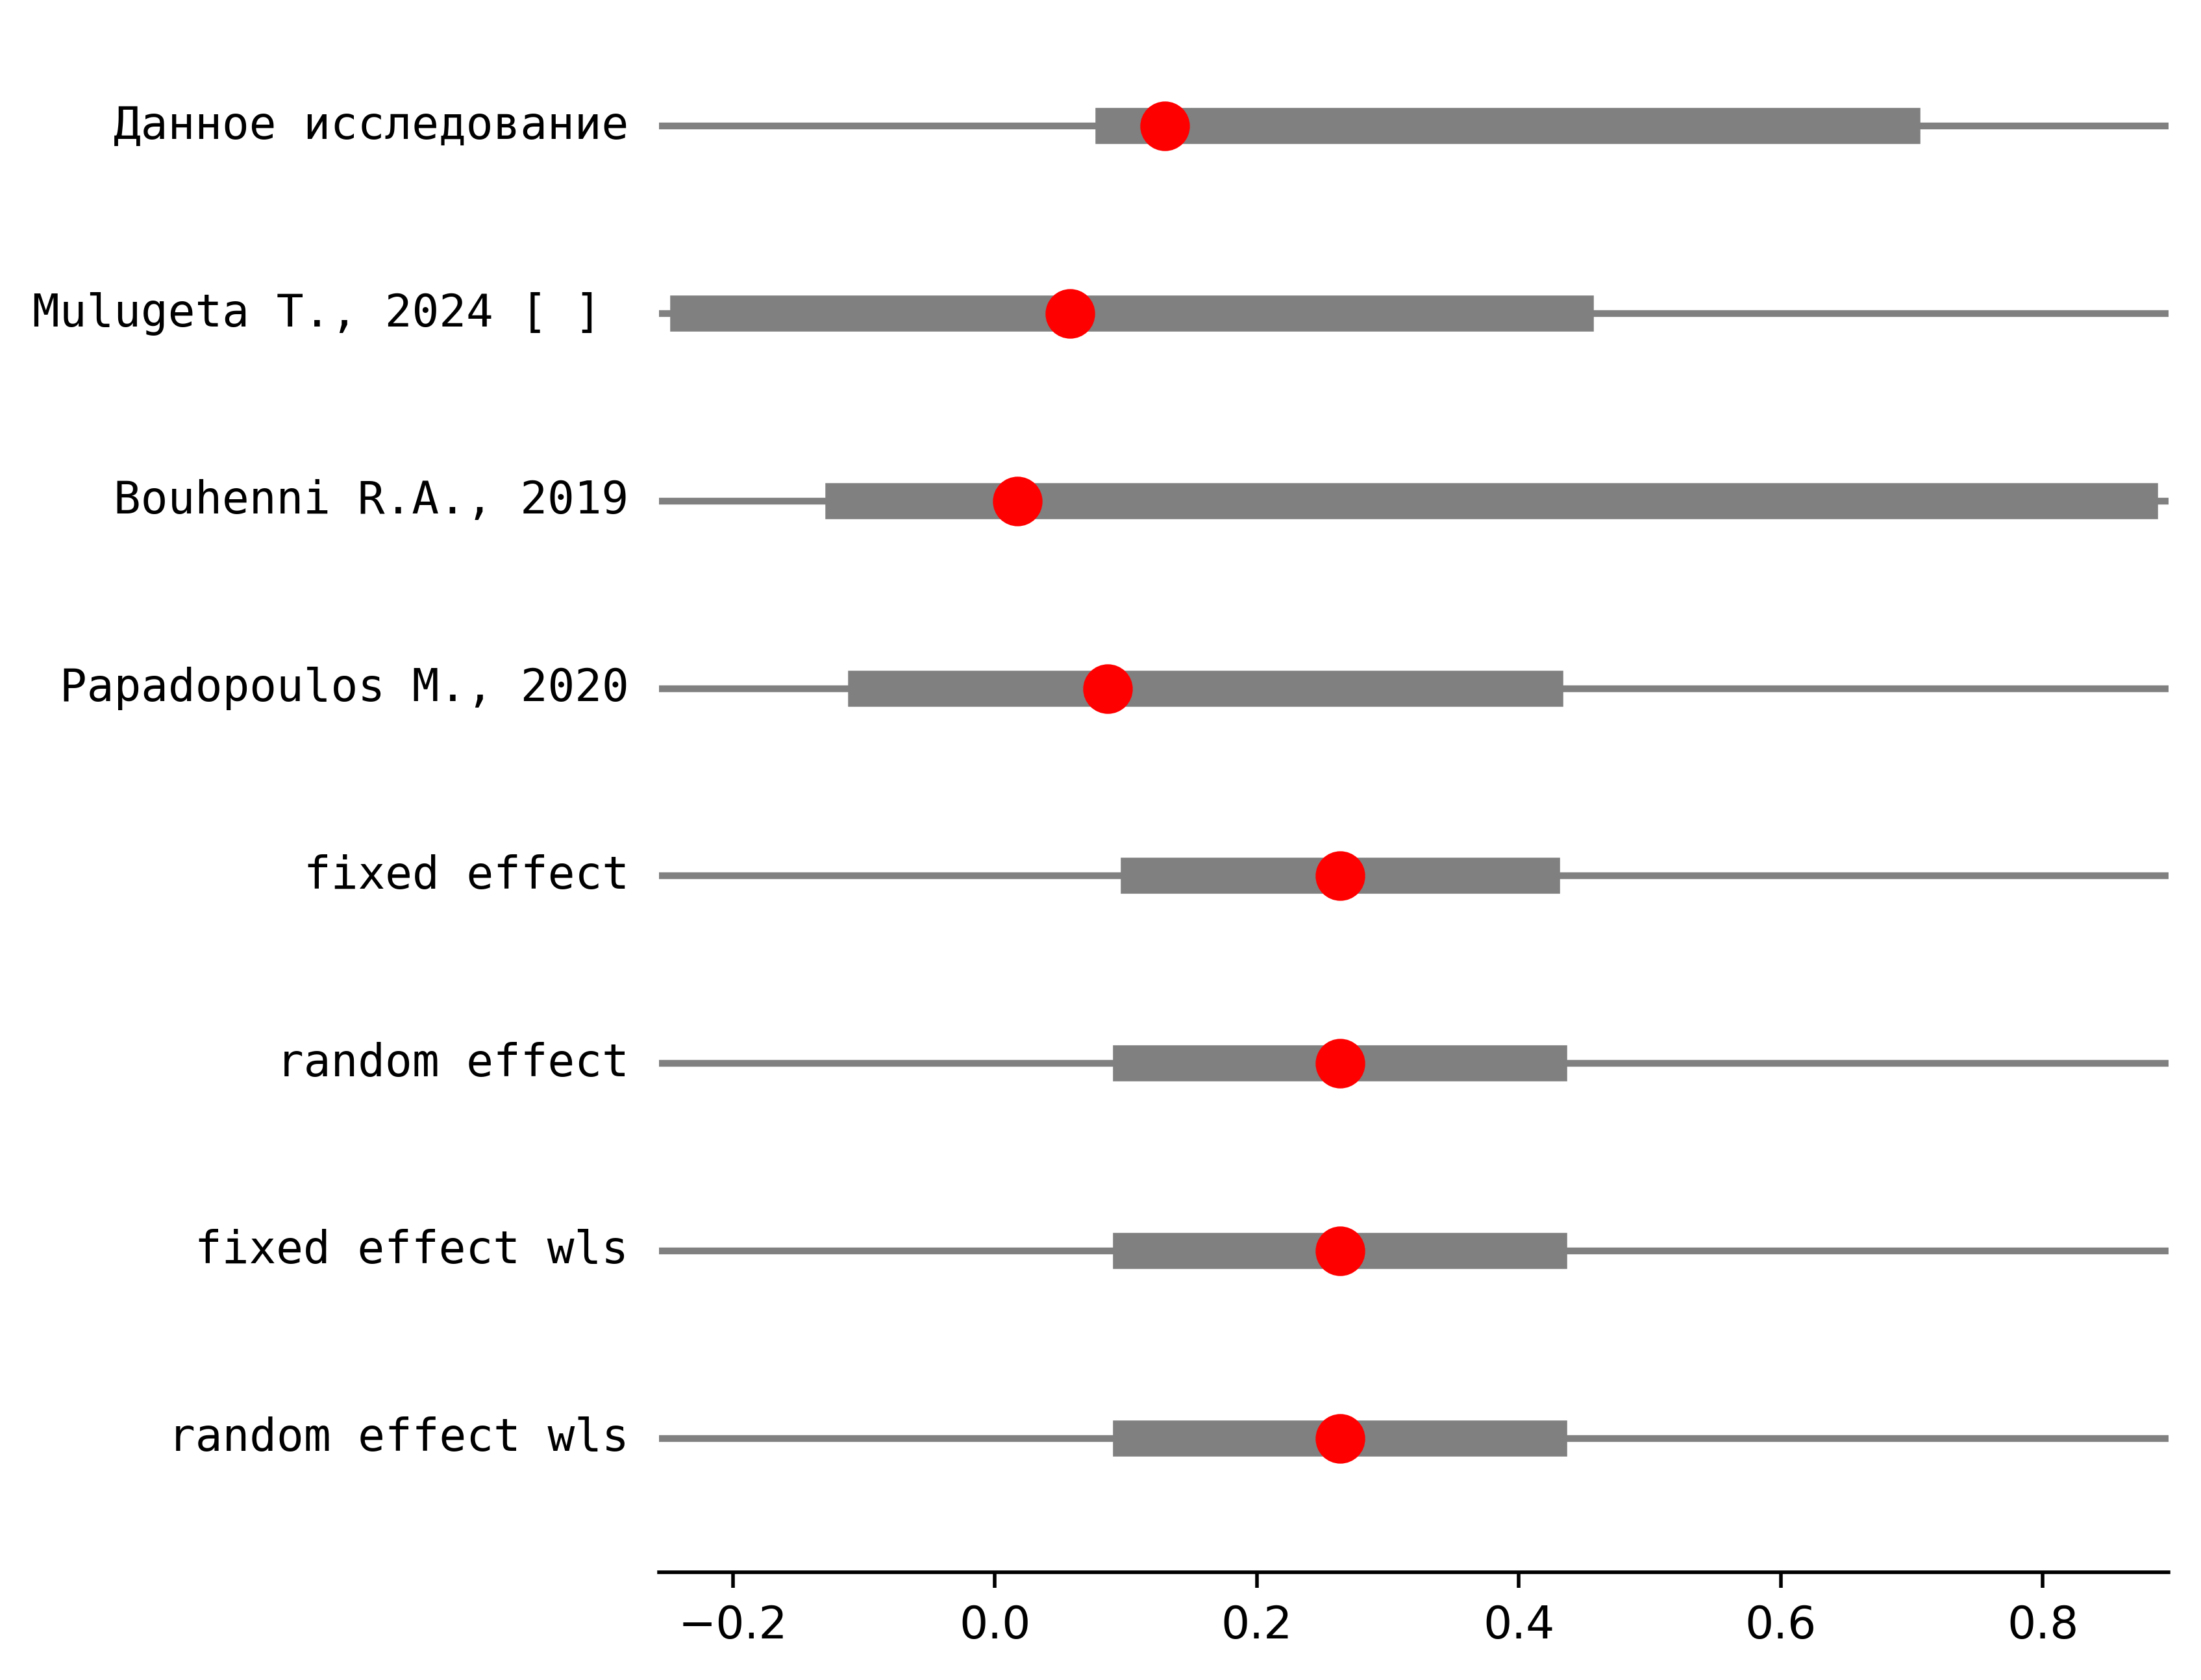 Данное исследование
Mulugeta T., 2024 [ ]
Bouhenni R.A., 2019
Papadopoulos M., 2020
fixed effect
random effect
fixed effect wls
random effect wls
−0.2 0.0 0.2 0.4 0.6 0.8